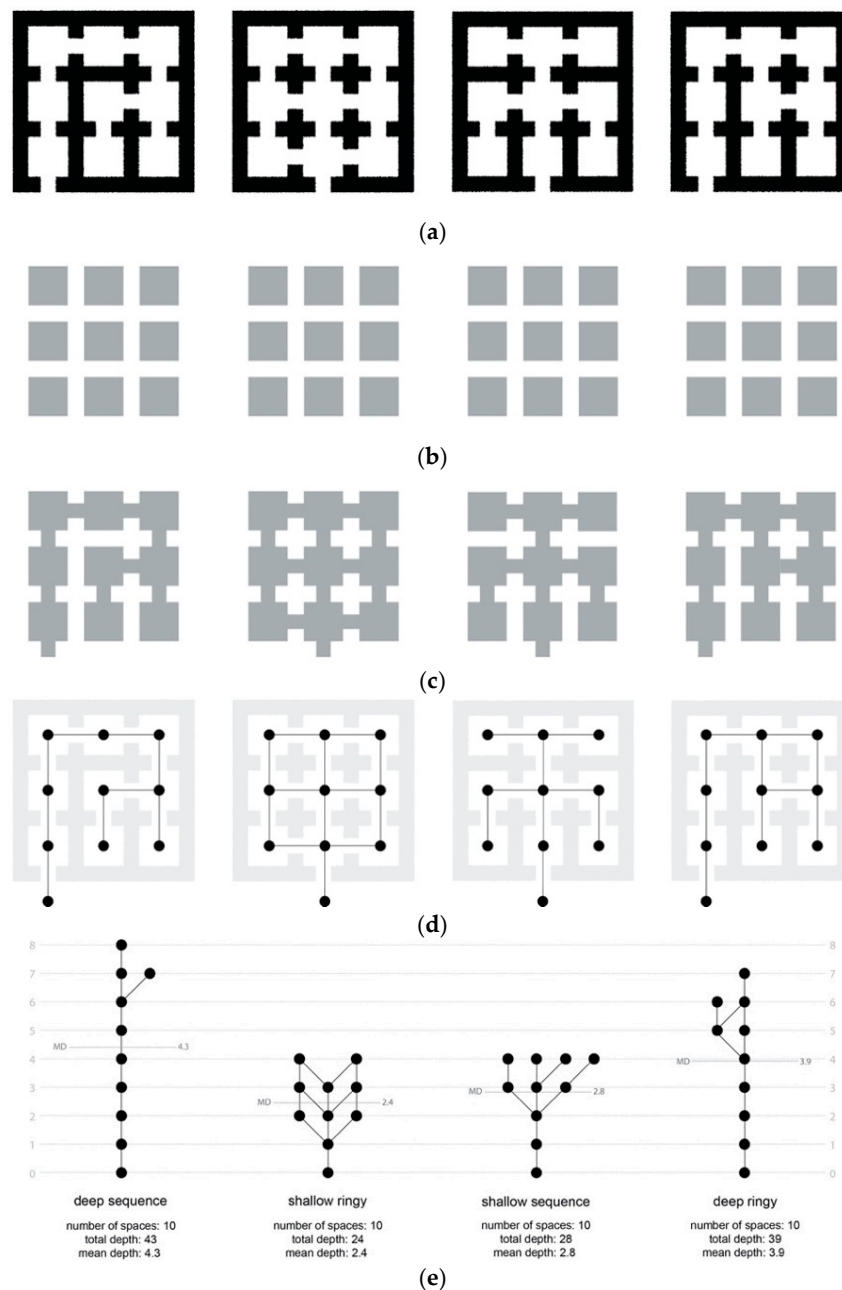 (a)
(b)
(c)
(d)
8 8
7 7
6 6
5 5
MD 4.3
4 4
MD 3.9
3 3
MD 2.8
MD 2.4
2 2
1 1
0 0
deep sequence shallow ringy shallow sequence deep ringy
number of spaces: 10 number of spaces: 10 number of spaces: 10 number of spaces: 10
total depth: 43 total depth: 24 total depth: 28 total depth: 39
mean depth: 4.3 mean depth: 2.4 mean depth: 2.8 mean depth: 3.9
(e)